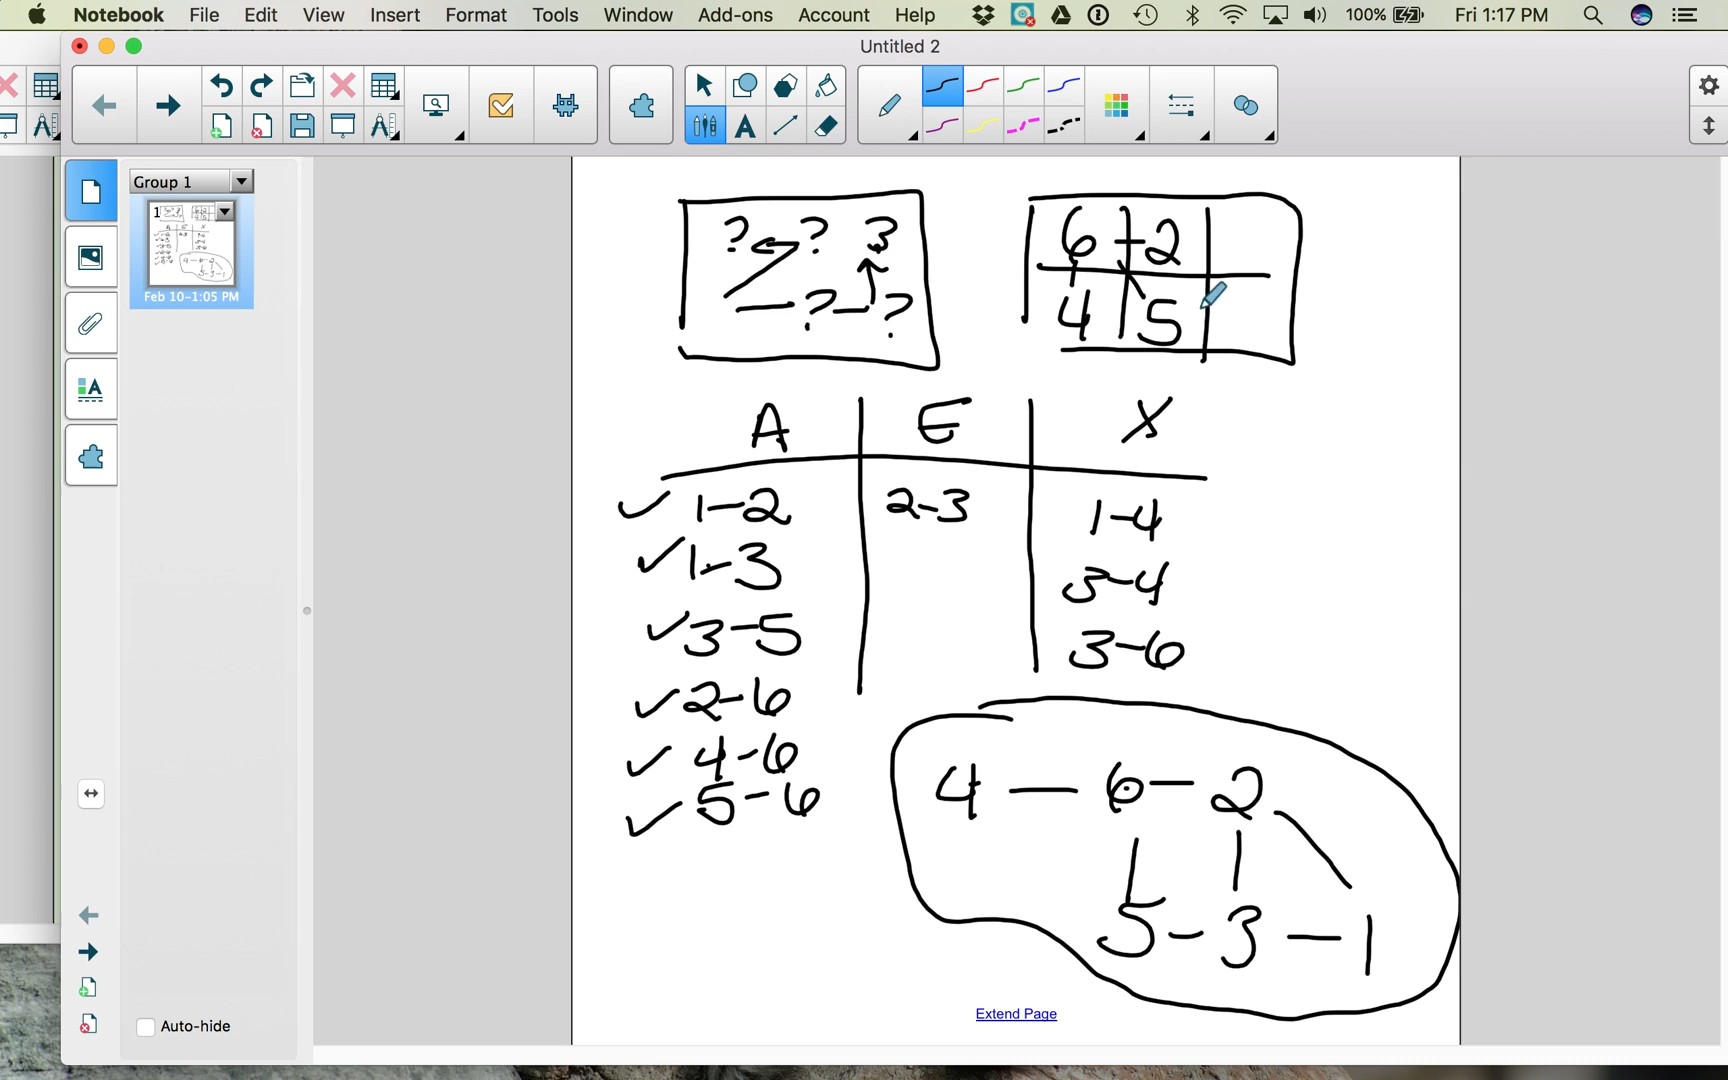 Notebook File Edit View Insert Format Tools Window Add-ons Account Help 100% Fri 1:17 PM
Untitled 2
Group 1
1
Feb 10-1:05 PM
? ? 3
? - ?
6 - 2
4 5
A E X
✓ 1-2 2-3 1-4
✓ 1-3 3-4
✓ 3-5 3-6
✓ 2-6
✓ 4-6
✓ 5-6
4 — 6 - 2
5 - 3 - 1
Extend Page
Auto-hide